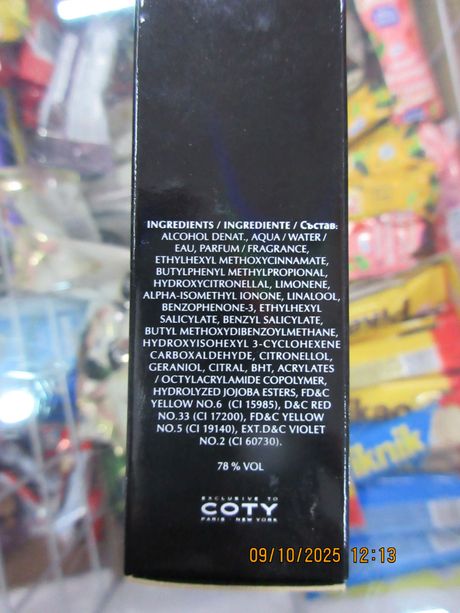 INGREDIENTS / INGREDIENTE / Състав:
ALCOHOL DENAT., AQUA / WATER /
EAU, PARFUM / FRAGRANCE,
ETHYLHEXYL METHOXYCINNAMATE,
BUTYLPHENYL METHYLPROPIONAL,
HYDROXYCITRONELLAL, LIMONENE,
ALPHA-ISOMETHYL IONONE, LINALOOL,
BENZOPHENONE-3, ETHYLHEXYL
SALICYLATE, BENZYL SALICYLATE,
BUTYL METHOXYDIBENZOYLMETHANE,
HYDROXYISOHEXYL 3-CYCLOHEXENE
CARBOXALDEHYDE, CITRONELLOL,
GERANIOL, CITRAL, BHT, ACRYLATES
/ OCTYLACRYLAMIDE COPOLYMER,
HYDROLYZED JOJOBA ESTERS, FD&C
YELLOW NO.6 (CI 15985), D&C RED
NO.33 (CI 17200), FD&C YELLOW
NO.5 (CI 19140), EXT.D&C VIOLET
NO.2 (CI 60730).
78 % VOL
EXCLUSIVE TO
COTY
PARIS - NEW YORK
09/10/2025 12:13